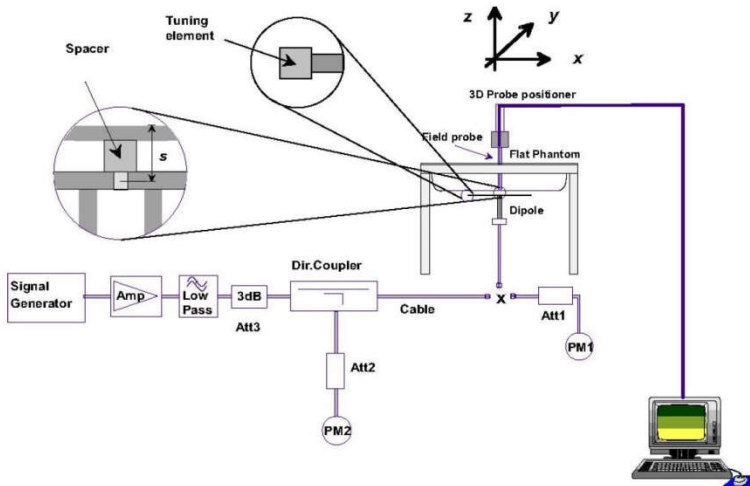 Tuning
element
Spacer
s
z
y
x
3D Probe positioner
Field probe
Flat Phantom
Dipole
Signal
Generator
Amp
Low
Pass
3dB
Att3
Dir.Coupler
Cable
x
Att1
PM1
Att2
PM2